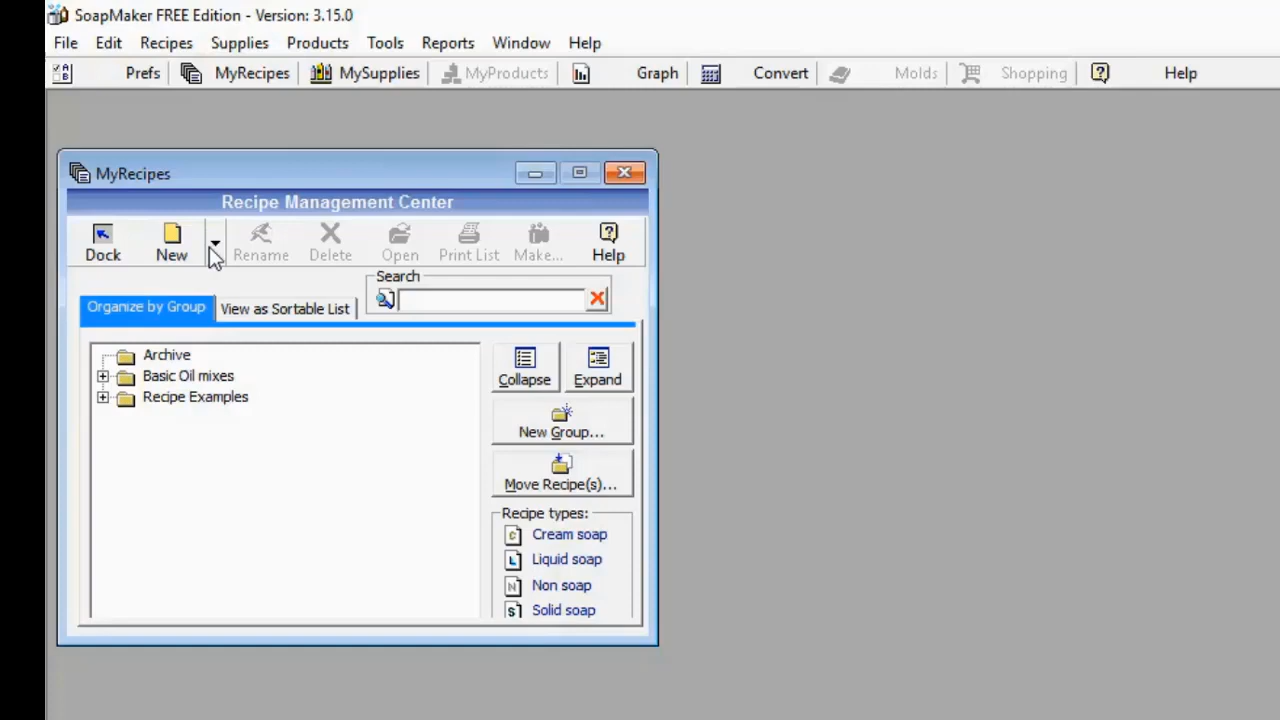 SoapMaker FREE Edition - Version: 3.15.0
File Edit Recipes Supplies Products Tools Reports Window Help
Prefs MyRecipes MySupplies MyProducts Graph Convert Molds Shopping Help
MyRecipes
Recipe Management Center
Dock New Rename Delete Open Print List Make... Help
Search
Organize by Group View as Sortable List
Archive
Basic Oil mixes
Recipe Examples
Collapse Expand
New Group...
Move Recipe(s)...
Recipe types:
C Cream soap
L Liquid soap
N Non soap
S Solid soap